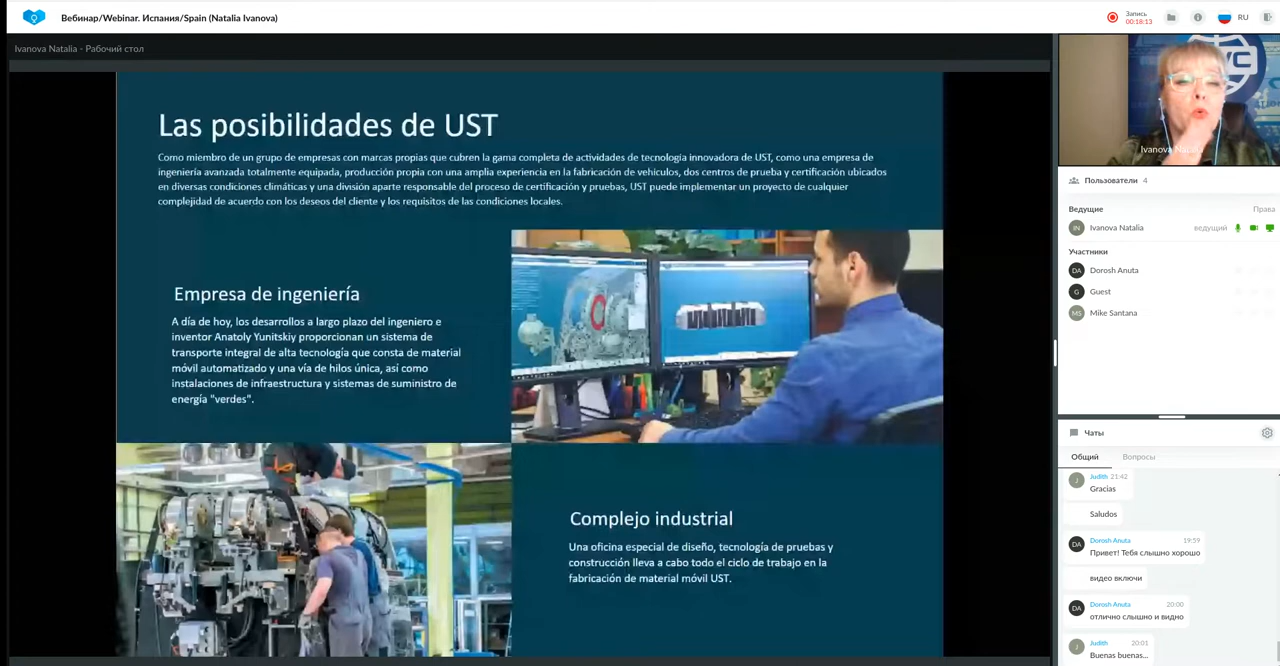 Вебинар/Webinar. Испания/Spain (Natalia Ivanova)
Запись
00:18:13
RU
Ivanova Natalia - Рабочий стол
Las posibilidades de UST
Como miembro de un grupo de empresas con marcas propias que cubren la gama completa de actividades de tecnología innovadora de UST, como una empresa de
ingeniería avanzada totalmente equipada, producción propia con una amplia experiencia en la fabricación de vehículos, dos centros de prueba y certificación ubicados
en diversas condiciones climáticas y una división aparte responsable del proceso de certificación y pruebas, UST puede implementar un proyecto de cualquier
complejidad de acuerdo con los deseos del cliente y los requisitos de las condiciones locales.
Empresa de ingeniería
A día de hoy, los desarrollos a largo plazo del ingeniero e
inventor Anatoly Yunitskiy proporcionan un sistema de
transporte integral de alta tecnología que consta de material
móvil automatizado y una vía de hilos única, así como
instalaciones de infraestructura y sistemas de suministro de
energía "verdes".
Complejo industrial
Una oficina especial de diseño, tecnología de pruebas y
construcción lleva a cabo todo el ciclo de trabajo en la
fabricación de material móvil UST.
Ivanova Natalia
Пользователи 4
Ведущие Права
IN Ivanova Natalia ведущий
Участники
DA Dorosh Anuta
G Guest
MS Mike Santana
Чаты
Общий Вопросы
J Judith 21:42
Gracias
Saludos
DA Dorosh Anuta 19:59
Привет! Тебя слышно хорошо
видео включи
DA Dorosh Anuta 20:00
отлично слышно и видно
J Judith 20:01
Buenas buenas...